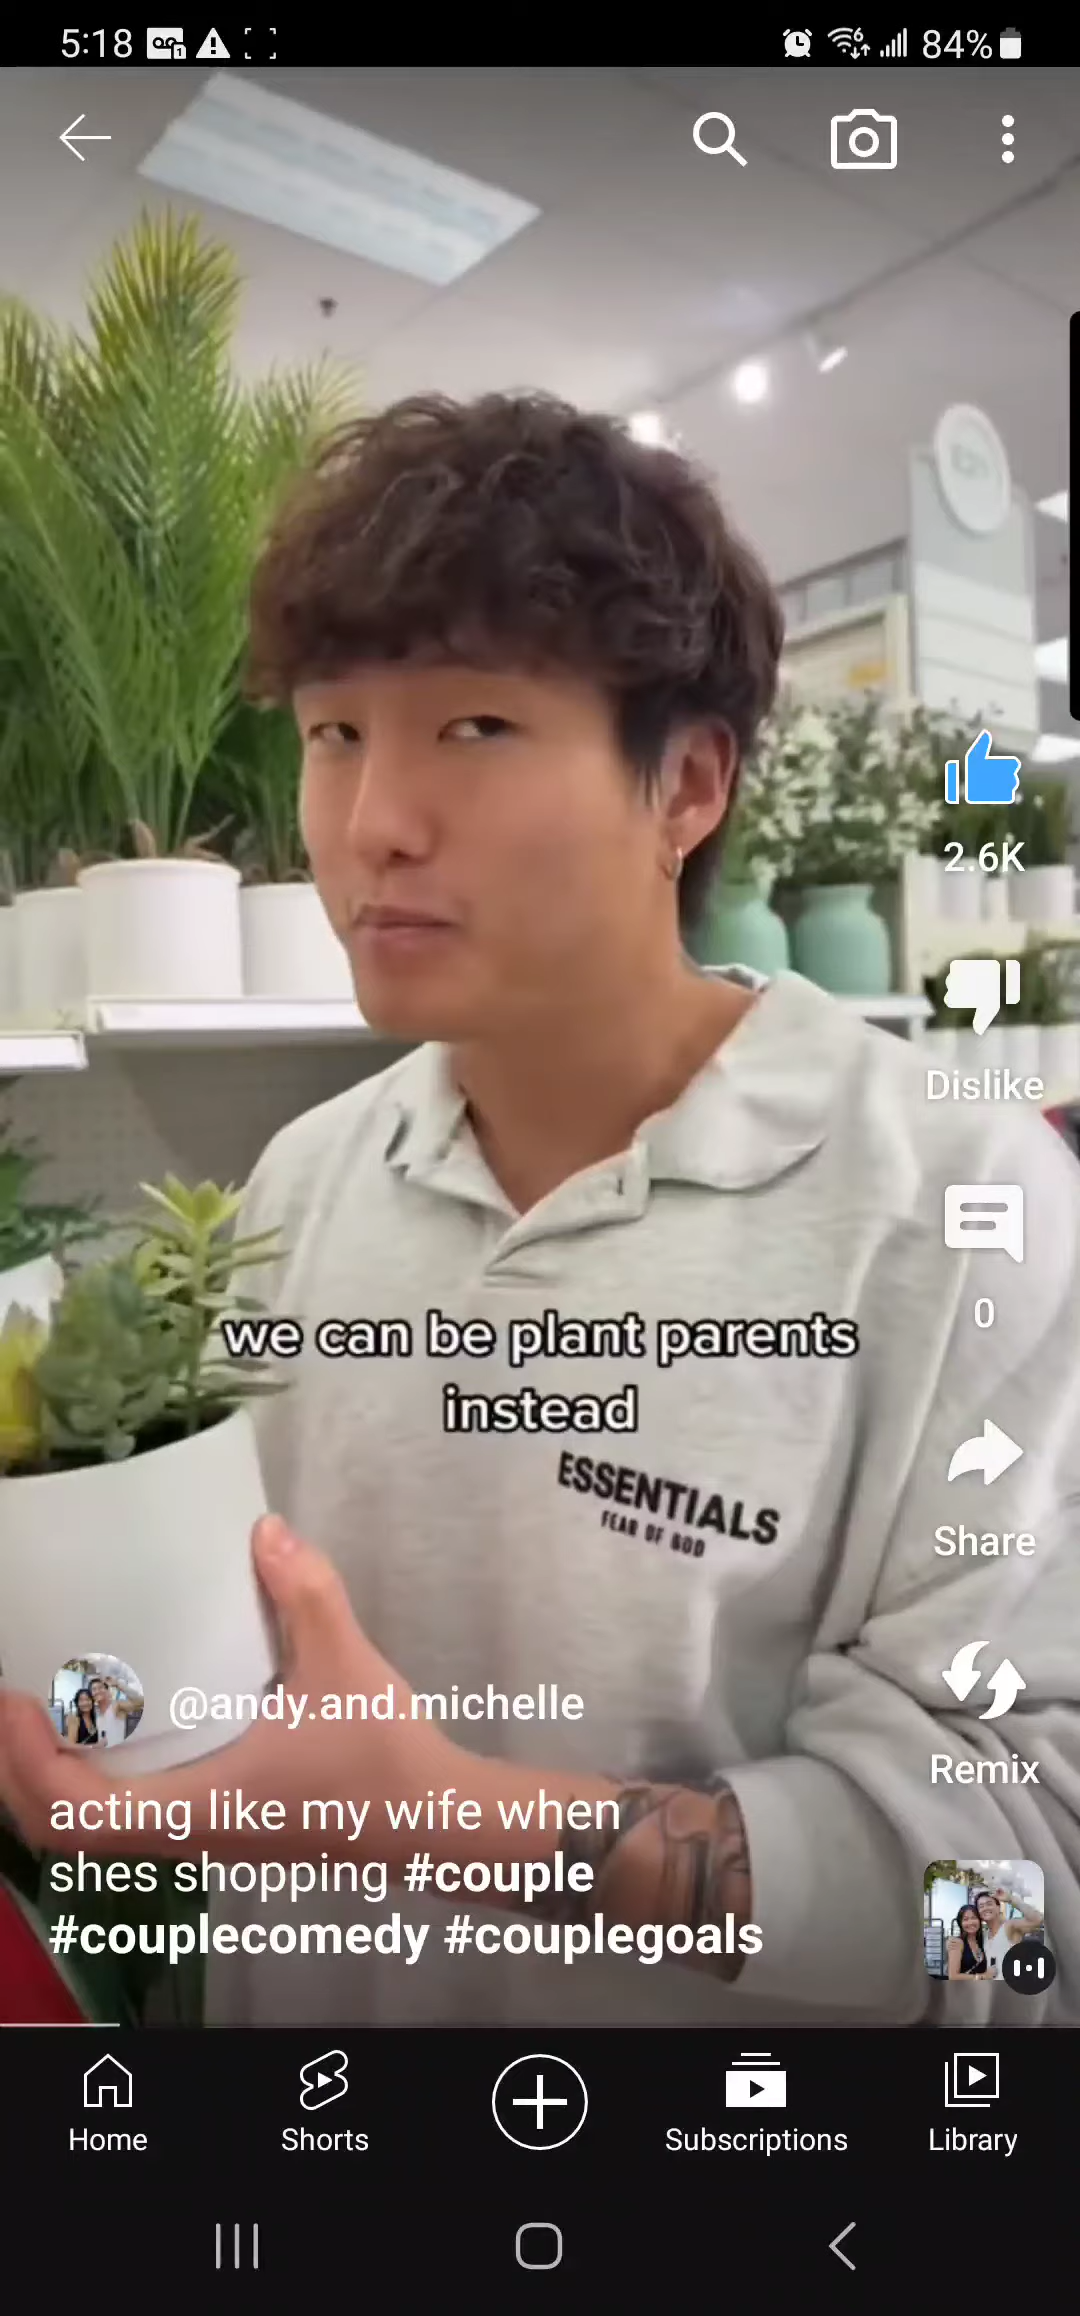 5:18
84%
2.6K
Dislike
0
we can be plant parents
instead
ESSENTIALS
FEAR OF GOD
Share
@andy.and.michelle
Remix
acting like my wife when
shes shopping #couple
#couplecomedy #couplegoals
Home
Shorts
Subscriptions
Library